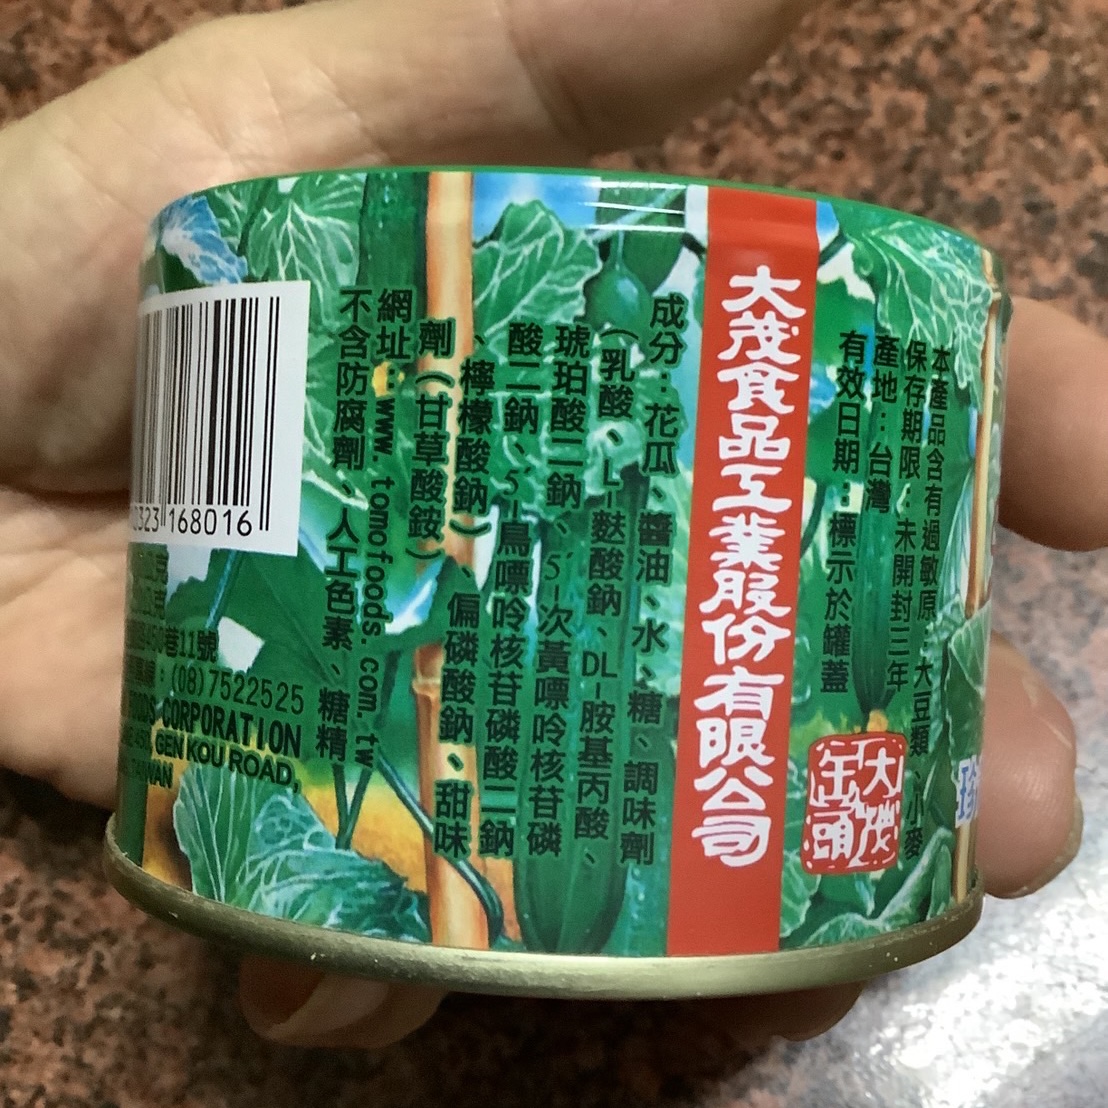 本產品含有過敏原：大豆類、小麥
保存期限：未開封三年
產地：台灣
有效日期：標示於罐蓋
大茂罐頭
大茂食品工業股份有限公司
成分：花瓜、醬油、水、糖、調味劑
（乳酸、L-麩酸鈉、DL-胺基丙酸、
琥珀酸二鈉、5-次黃嘌呤核苷磷
酸二鈉、5-鳥嘌呤核苷磷酸二鈉
、檸檬酸鈉）、偏磷酸鈉、甜味
劑（甘草酸銨）
網址：www.tomofoods.com.tw
不含防腐劑、人工色素、糖精
168016
巷11號
：(08)7522525
CORPORATION
GEN KOU ROAD,